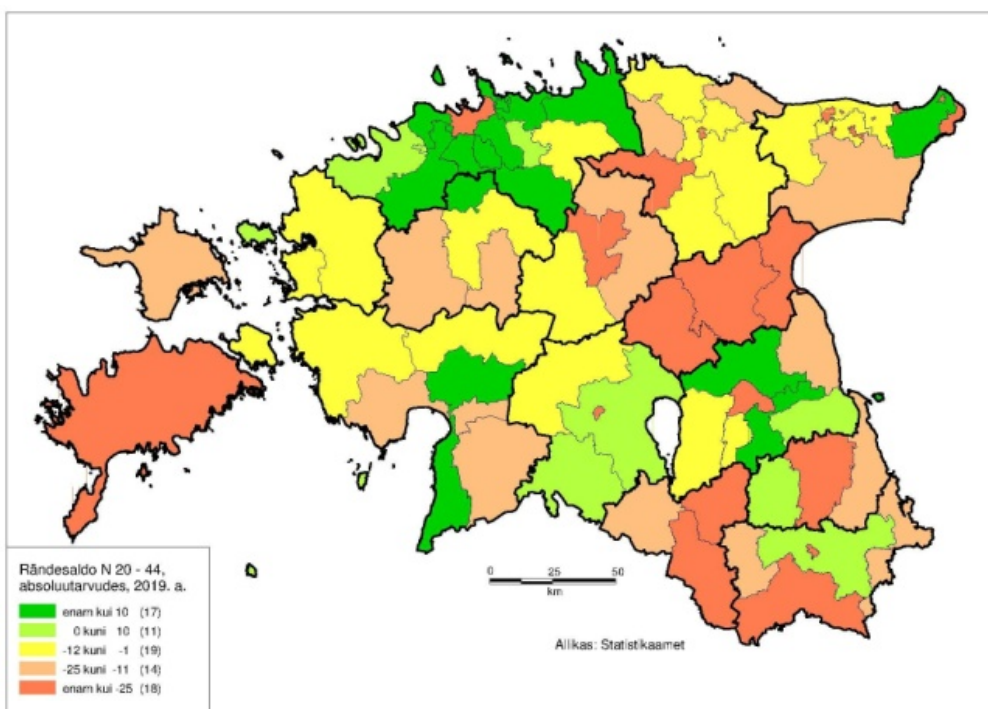 0 25 50
km
Allikas: Statistikaamet
Rändesaldo N 20 - 44,
absoluutarvudes, 2019. a.
enam kui 10 (17)
0 kuni 10 (11)
-12 kuni -1 (19)
-25 kuni -11 (14)
enam kui -25 (18)